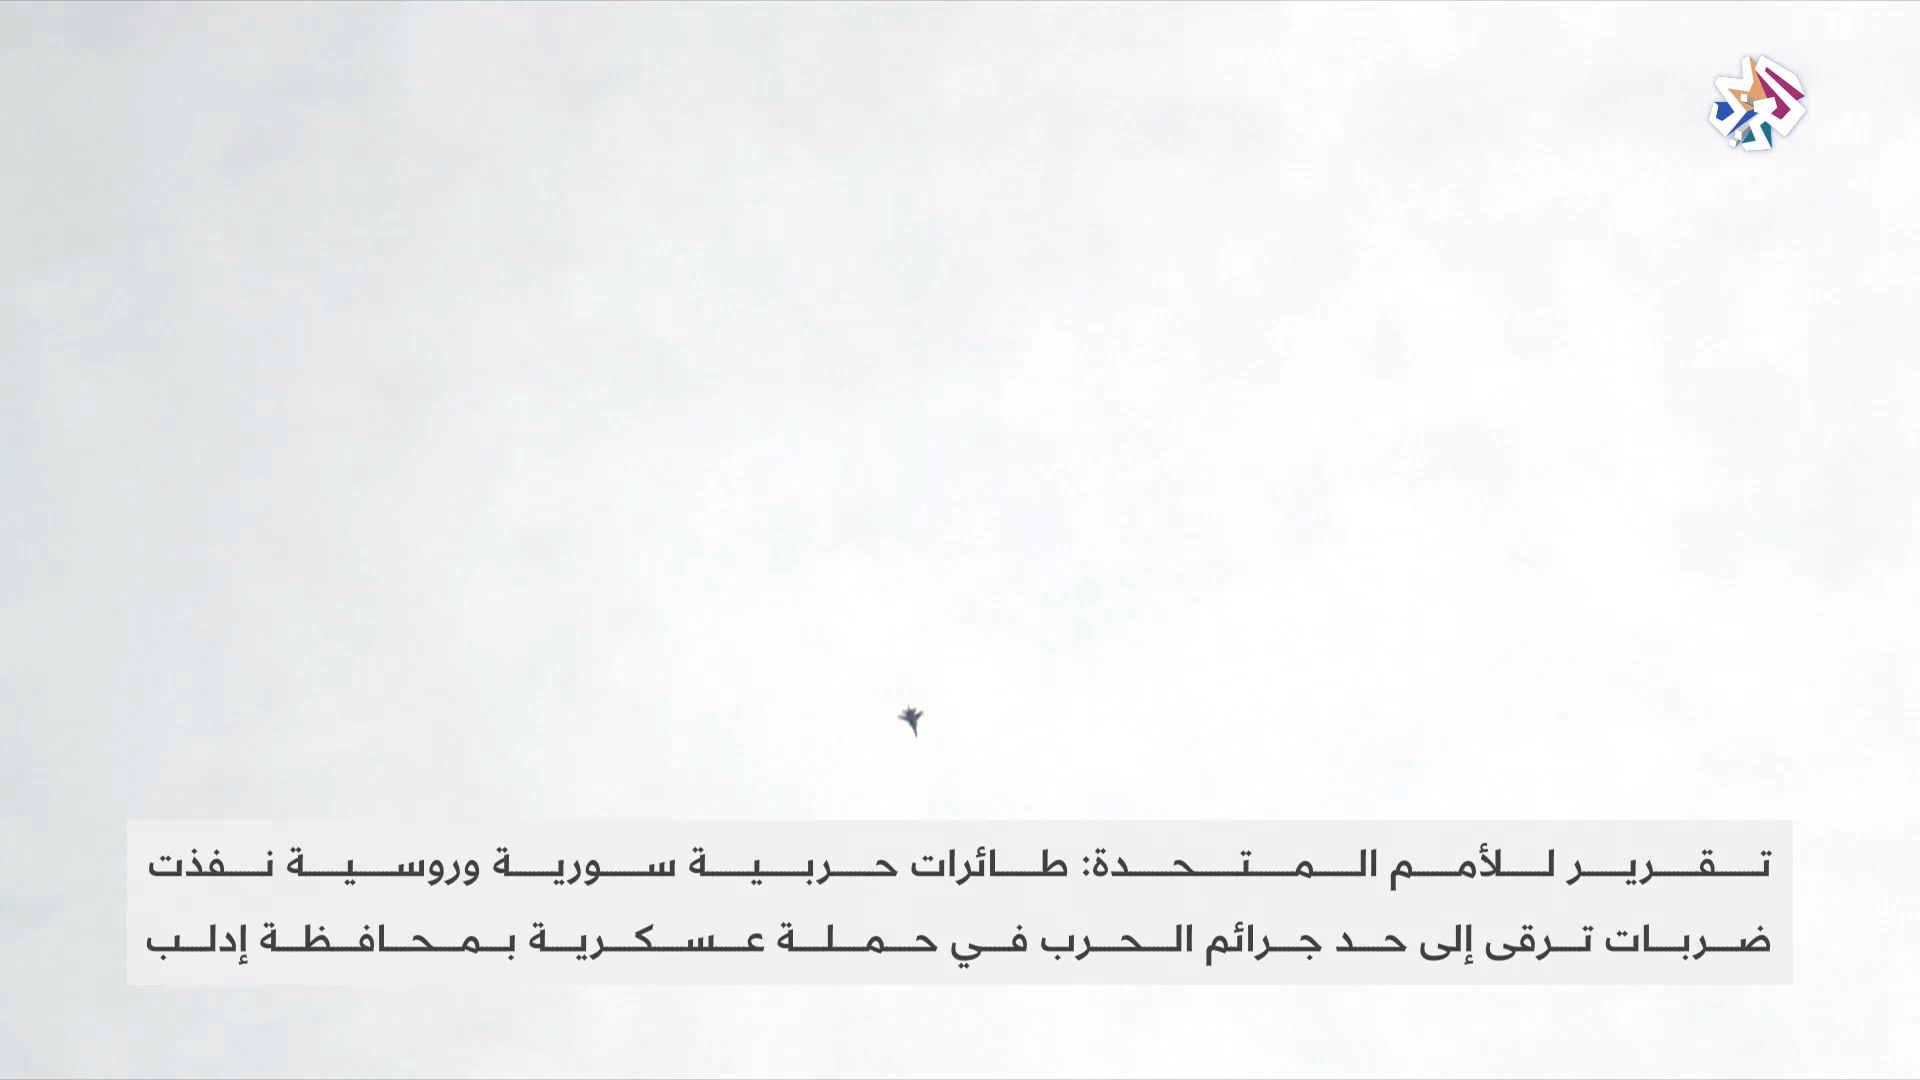 العربي
تقرير للأمم المتحدة: طائرات حربية سورية وروسية نفذت
ضربات ترقى إلى حد جرائم الحرب في حملة عسكرية بمحافظة إدلب